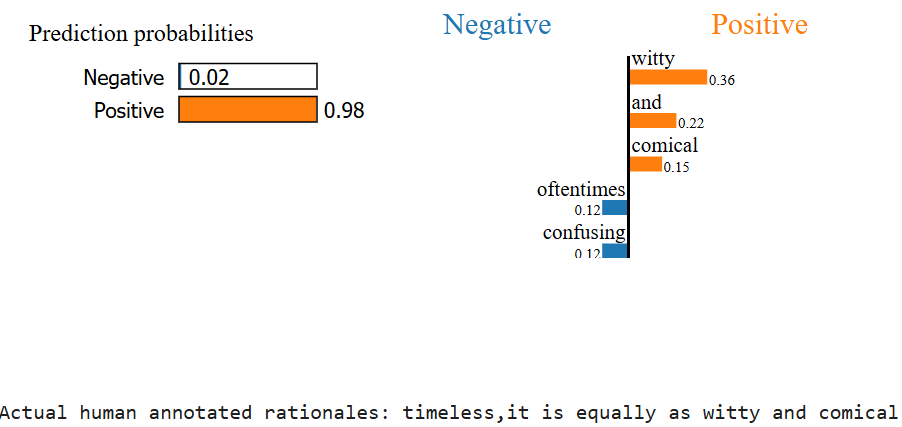 Prediction probabilities
Negative 0.02
Positive 0.98
Negative Positive
witty
0.36
and
0.22
comical
0.15
oftentimes
0.12
confusing
0.12
Actual human annotated rationales: timeless,it is equally as witty and comical